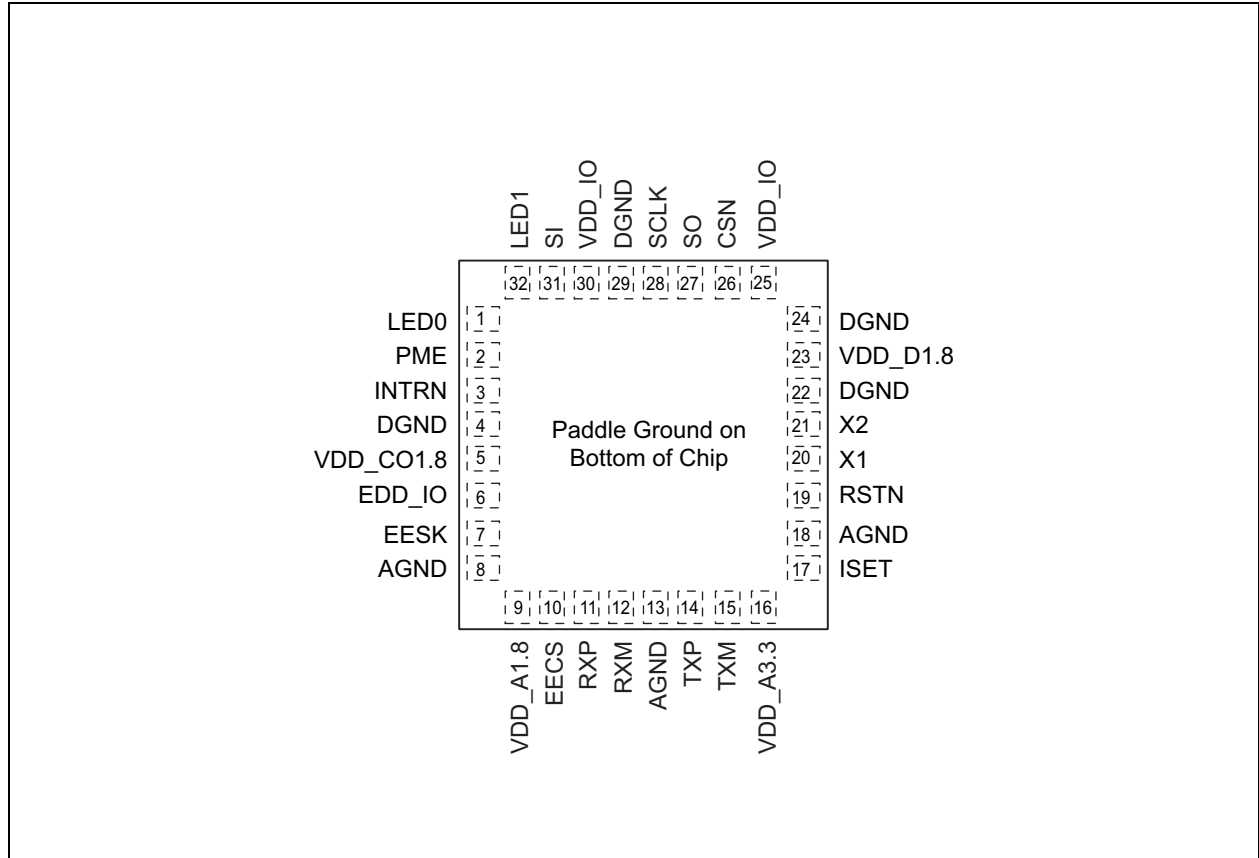 LED1
SI
VDD_IO
DGND
SCLK
SO
CSN
VDD_IO
32 31 30 29 28 27 26 25
LED0 1
PME 2
INTRN 3
DGND 4
VDD_CO1.8 5
EDD_IO 6
EESK 7
AGND 8
Paddle Ground on
Bottom of Chip
24 DGND
23 VDD_D1.8
22 DGND
21 X2
20 X1
19 RSTN
18 AGND
17 ISET
9 10 11 12 13 14 15 16
VDD_A1.8
EECS
RXP
RXM
AGND
TXP
TXM
VDD_A3.3